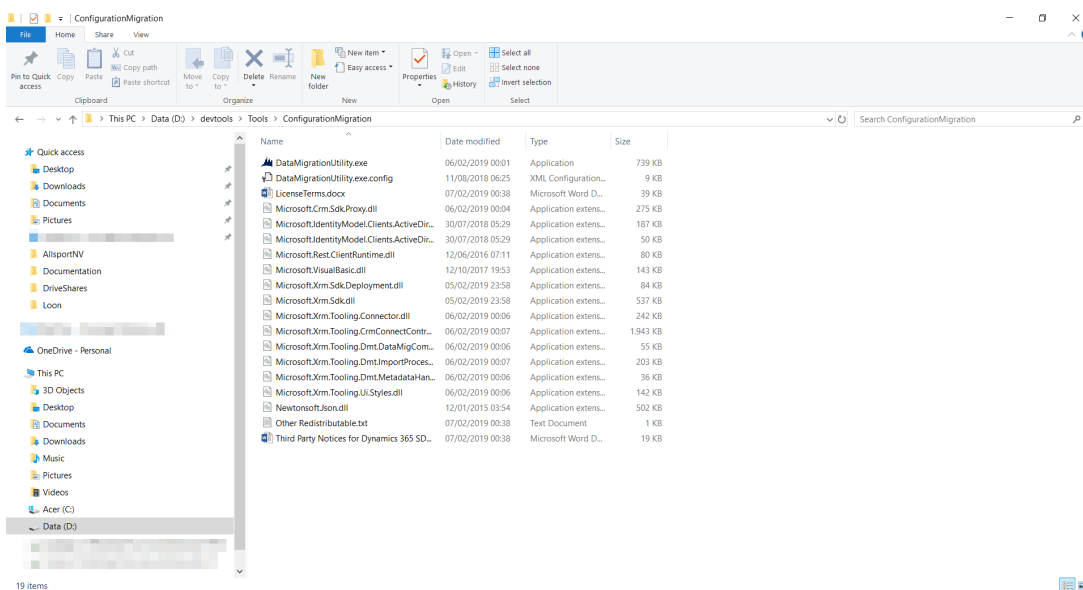 ConfigurationMigration
File Home Share View
Pin to Quick access
Copy
Paste
Cut
Copy path
Paste shortcut
Move to
Copy to
Delete
Rename
New folder
New item
Easy access
Properties
Open
Edit
History
Select all
Select none
Invert selection
Clipboard Organize New Open Select
This PC > Data (D:) > devtools > Tools > ConfigurationMigration
Search ConfigurationMigration
Quick access
Desktop
Downloads
Documents
Pictures
AllsportNV
Documentation
DriveShares
Loon
OneDrive - Personal
This PC
3D Objects
Desktop
Documents
Downloads
Music
Pictures
Videos
Acer (C:)
Data (D:)
Name Date modified Type Size
DataMigrationUtility.exe 06/02/2019 00:01 Application 739 KB
DataMigrationUtility.exe.config 11/08/2018 06:25 XML Configuration... 9 KB
LicenseTerms.docx 07/02/2019 00:38 Microsoft Word D... 39 KB
Microsoft.Crm.Sdk.Proxy.dll 06/02/2019 00:04 Application extens... 275 KB
Microsoft.IdentityModel.Clients.ActiveDir... 30/07/2018 05:29 Application extens... 187 KB
Microsoft.IdentityModel.Clients.ActiveDir... 30/07/2018 05:29 Application extens... 50 KB
Microsoft.Rest.ClientRuntime.dll 12/06/2016 07:11 Application extens... 80 KB
Microsoft.VisualBasic.dll 12/10/2017 19:53 Application extens... 143 KB
Microsoft.Xrm.Sdk.Deployment.dll 05/02/2019 23:58 Application extens... 84 KB
Microsoft.Xrm.Sdk.dll 05/02/2019 23:58 Application extens... 537 KB
Microsoft.Xrm.Tooling.Connector.dll 06/02/2019 00:06 Application extens... 242 KB
Microsoft.Xrm.Tooling.CrmConnectContr... 06/02/2019 00:07 Application extens... 1.943 KB
Microsoft.Xrm.Tooling.Dmt.DataMigCom... 06/02/2019 00:06 Application extens... 55 KB
Microsoft.Xrm.Tooling.Dmt.ImportProces... 06/02/2019 00:07 Application extens... 203 KB
Microsoft.Xrm.Tooling.Dmt.MetadataHan... 06/02/2019 00:06 Application extens... 36 KB
Microsoft.Xrm.Tooling.Ui.Styles.dll 06/02/2019 00:06 Application extens... 142 KB
Newtonsoft.Json.dll 12/01/2015 03:54 Application extens... 502 KB
Other Redistributable.txt 07/02/2019 00:38 Text Document 1 KB
Third Party Notices for Dynamics 365 SD... 07/02/2019 00:38 Microsoft Word D... 19 KB
19 items